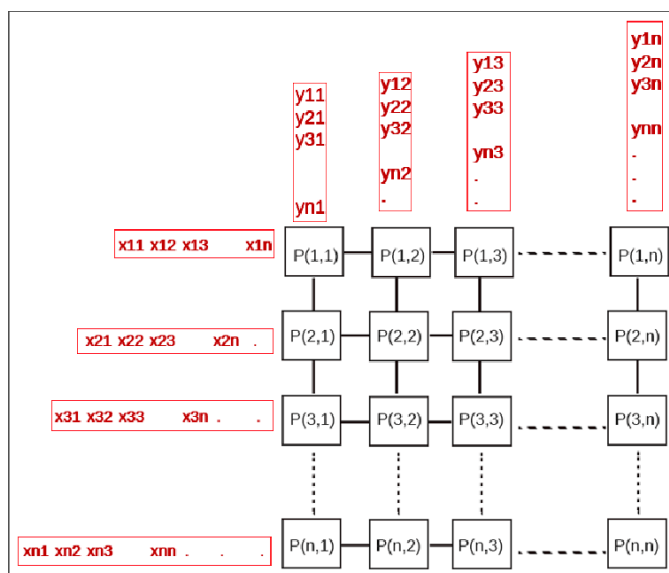 y11
y21
y31
yn1
y12
y22
y32
yn2
.
y13
y23
y33
yn3
.
.
y1n
y2n
y3n
ynn
.
.
.
x11 x12 x13 x1n
P(1,1) P(1,2) P(1,3) P(1,n)
x21 x22 x23 x2n .
P(2,1) P(2,2) P(2,3) P(2,n)
x31 x32 x33 x3n . .
P(3,1) P(3,2) P(3,3) P(3,n)
xn1 xn2 xn3 xnn . . .
P(n,1) P(n,2) P(n,3) P(n,n)